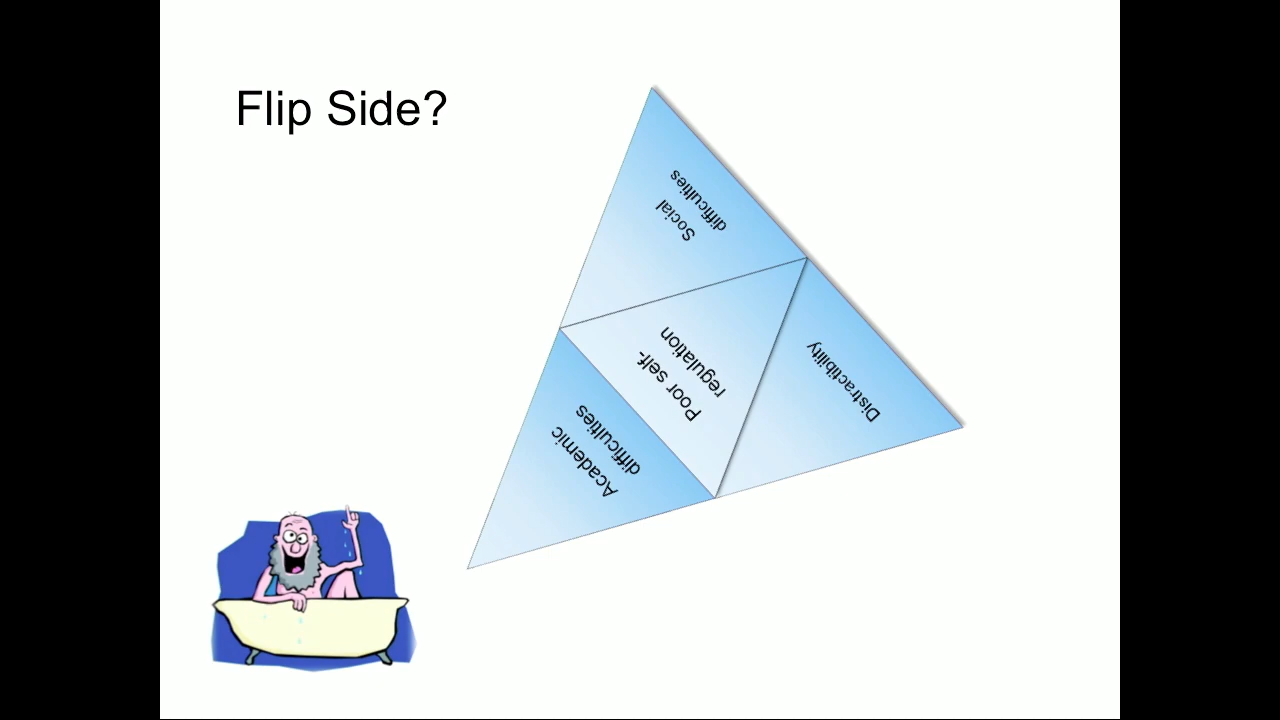 Flip Side?
Social
difficulties
Poor self-
regulation
Academic
difficulties
Distractibility